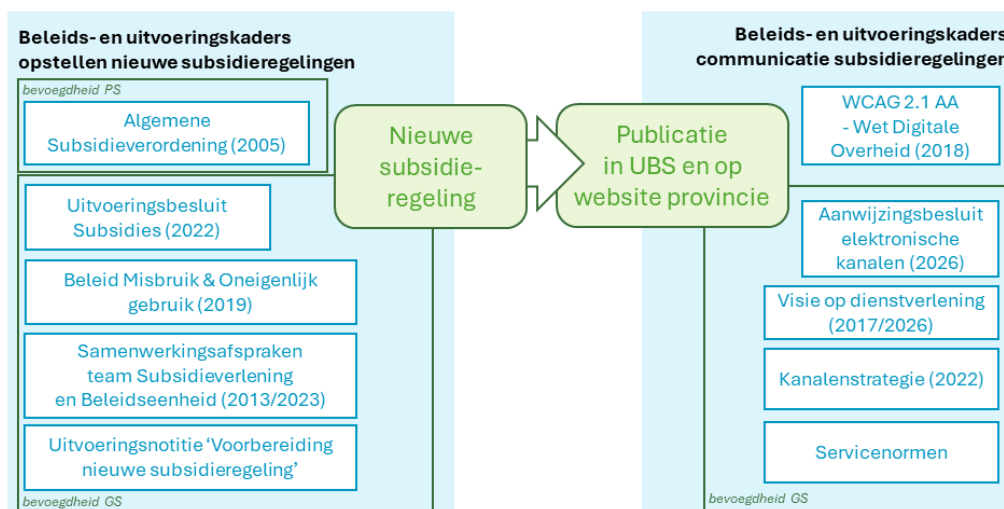 Beleids- en uitvoeringskaders
opstellen nieuwe subsidieregelingen
bevoegdheid PS
Algemene
Subsidieverordening (2005)
Uitvoeringsbesluit
Subsidies (2022)
Beleid Misbruik & Oneigenlijk
gebruik (2019)
Samenwerkingsafspraken
team Subsidieverlening
en Beleidseenheid (2013/2023)
Uitvoeringsnotitie ‘Voorbereiding
nieuwe subsidieregeling’
bevoegdheid GS
Nieuwe
subsidie-
regeling
Publicatie
in UBS en op
website provincie
Beleids- en uitvoeringskaders
communicatie subsidieregelingen
WCAG 2.1 AA
- Wet Digitale
Overheid (2018)
Aanwijzingsbesluit
elektronische
kanalen (2026)
Visie op dienstverlening
(2017/2026)
Kanalenstrategie (2022)
Servicenormen
bevoegdheid GS